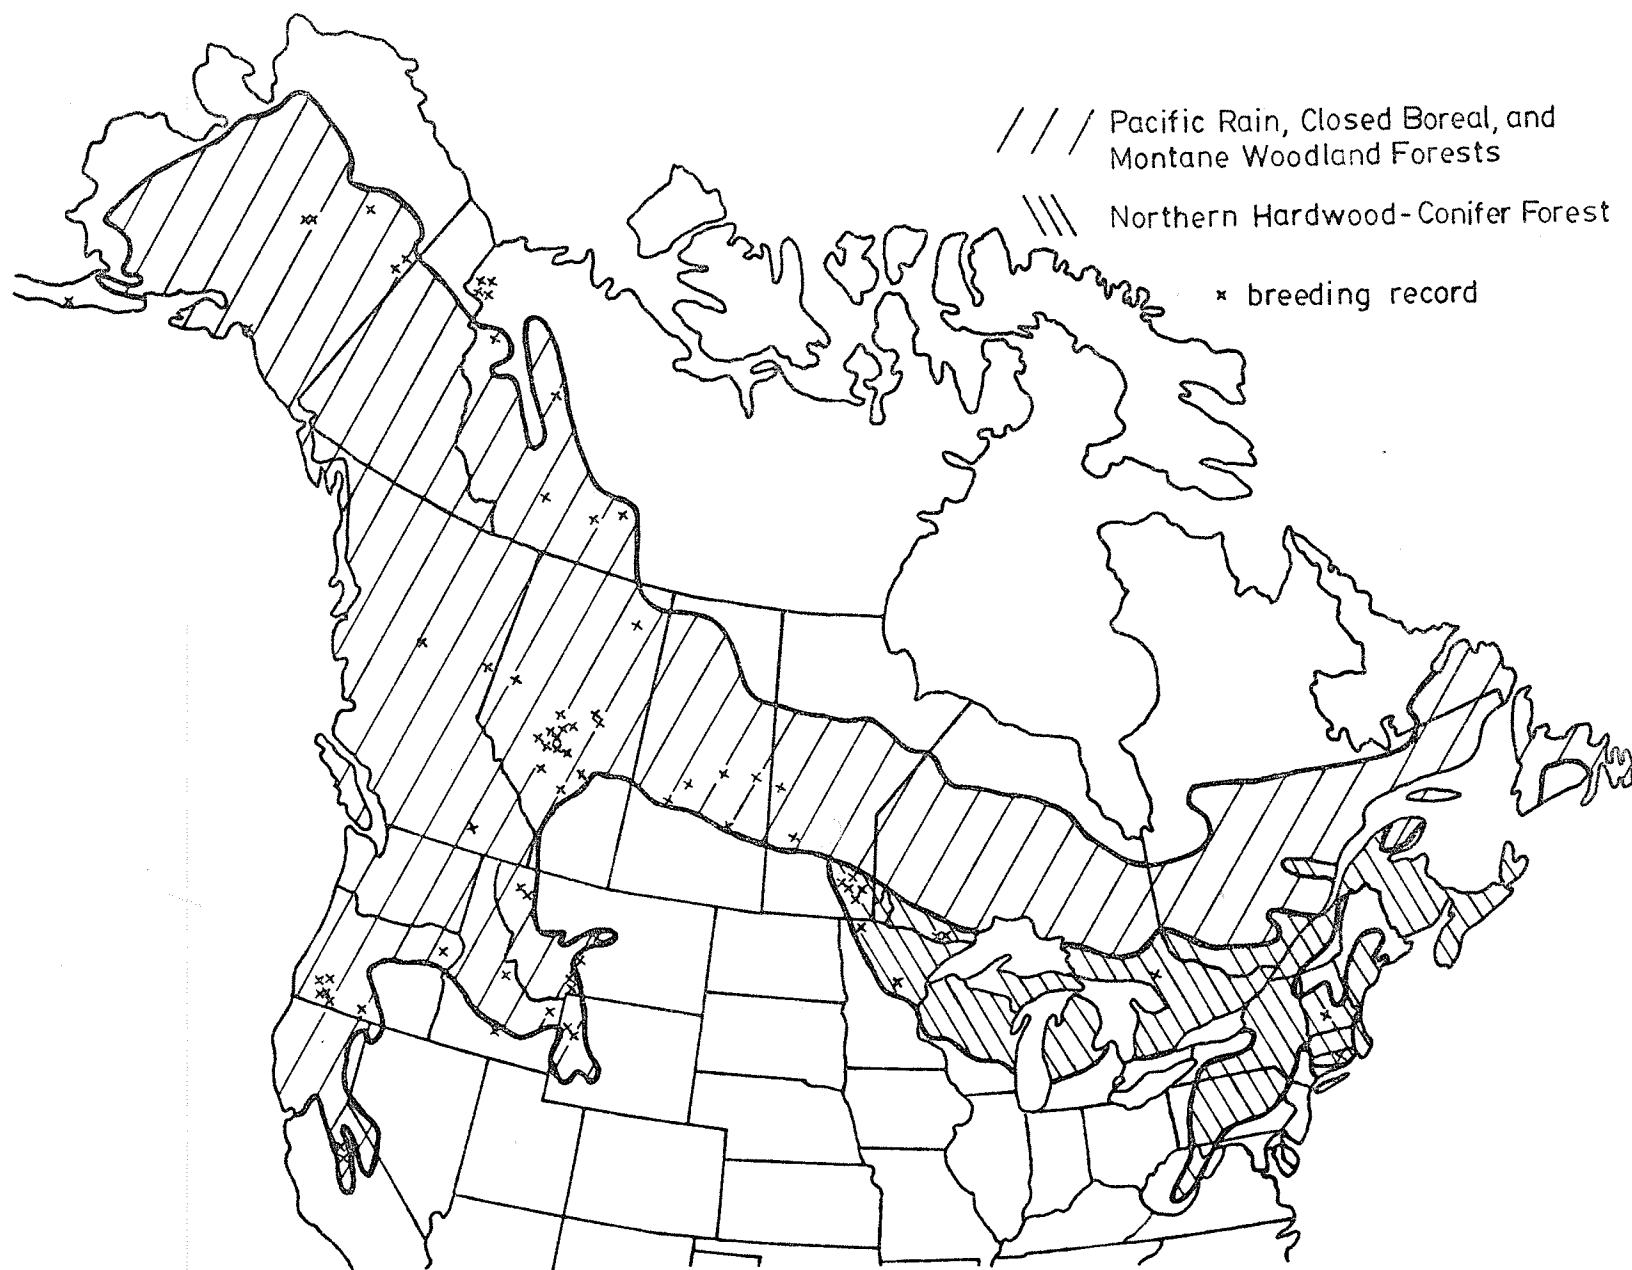 Pacific Rain, Closed Boreal, and
Montane Woodland Forests
Northern Hardwood-Conifer Forest
x breeding record